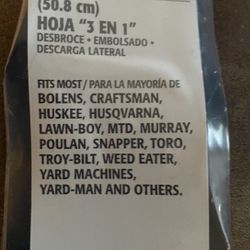 (50.8 cm)
HOJA "3 EN 1"
DESBROCE • EMBOLSADO •
DESCARGA LATERAL
FITS MOST / PARA LA MAYORÍA DE
BOLENS, CRAFTSMAN,
HUSKEE, HUSQVARNA,
LAWN-BOY, MTD, MURRAY,
POULAN, SNAPPER, TORO,
TROY-BILT, WEED EATER,
YARD MACHINES,
YARD-MAN AND OTHERS.